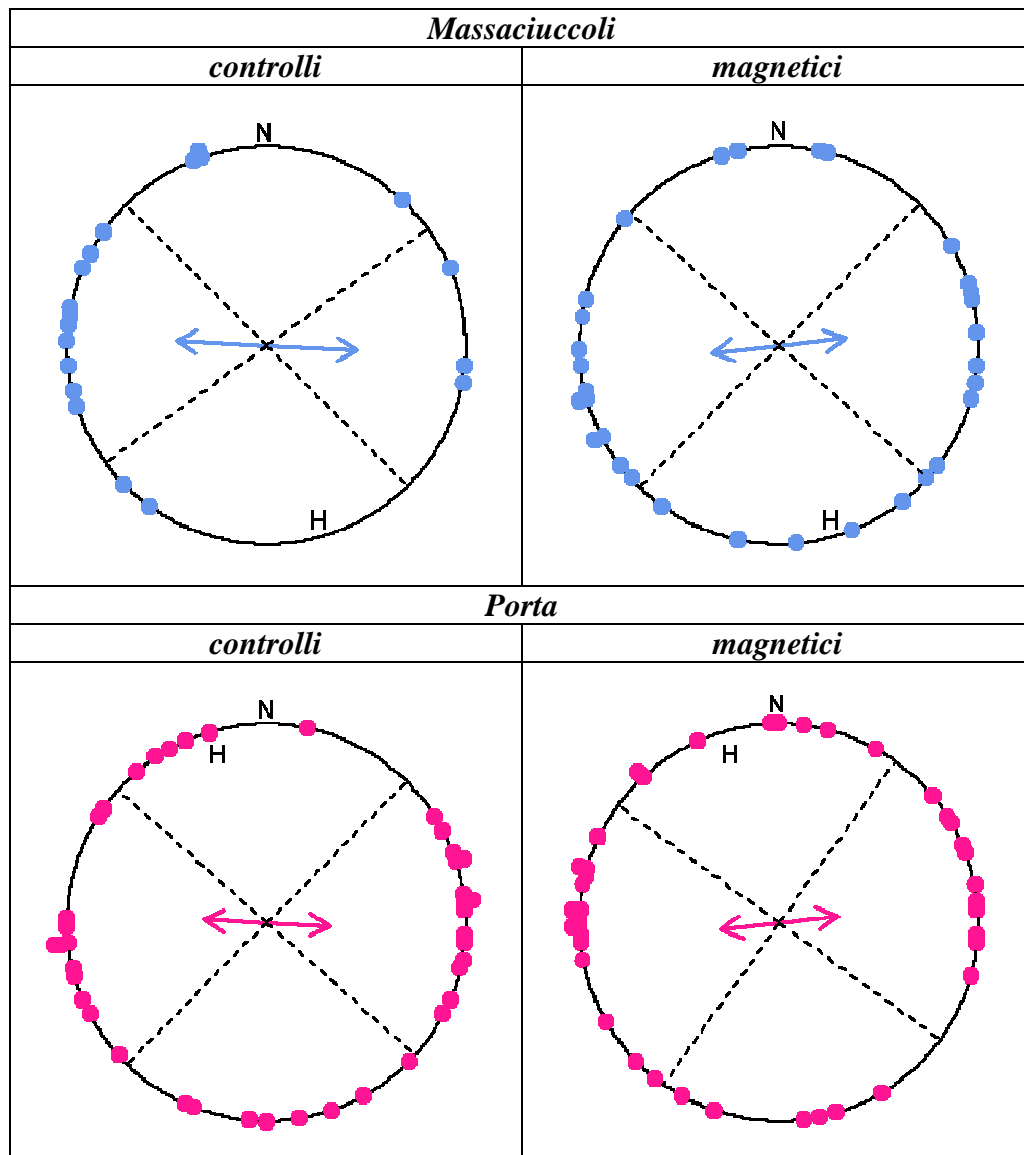 Massaciuccoli
controlli magnetici
N N
H H
Porta
controlli magnetici
N N
H H